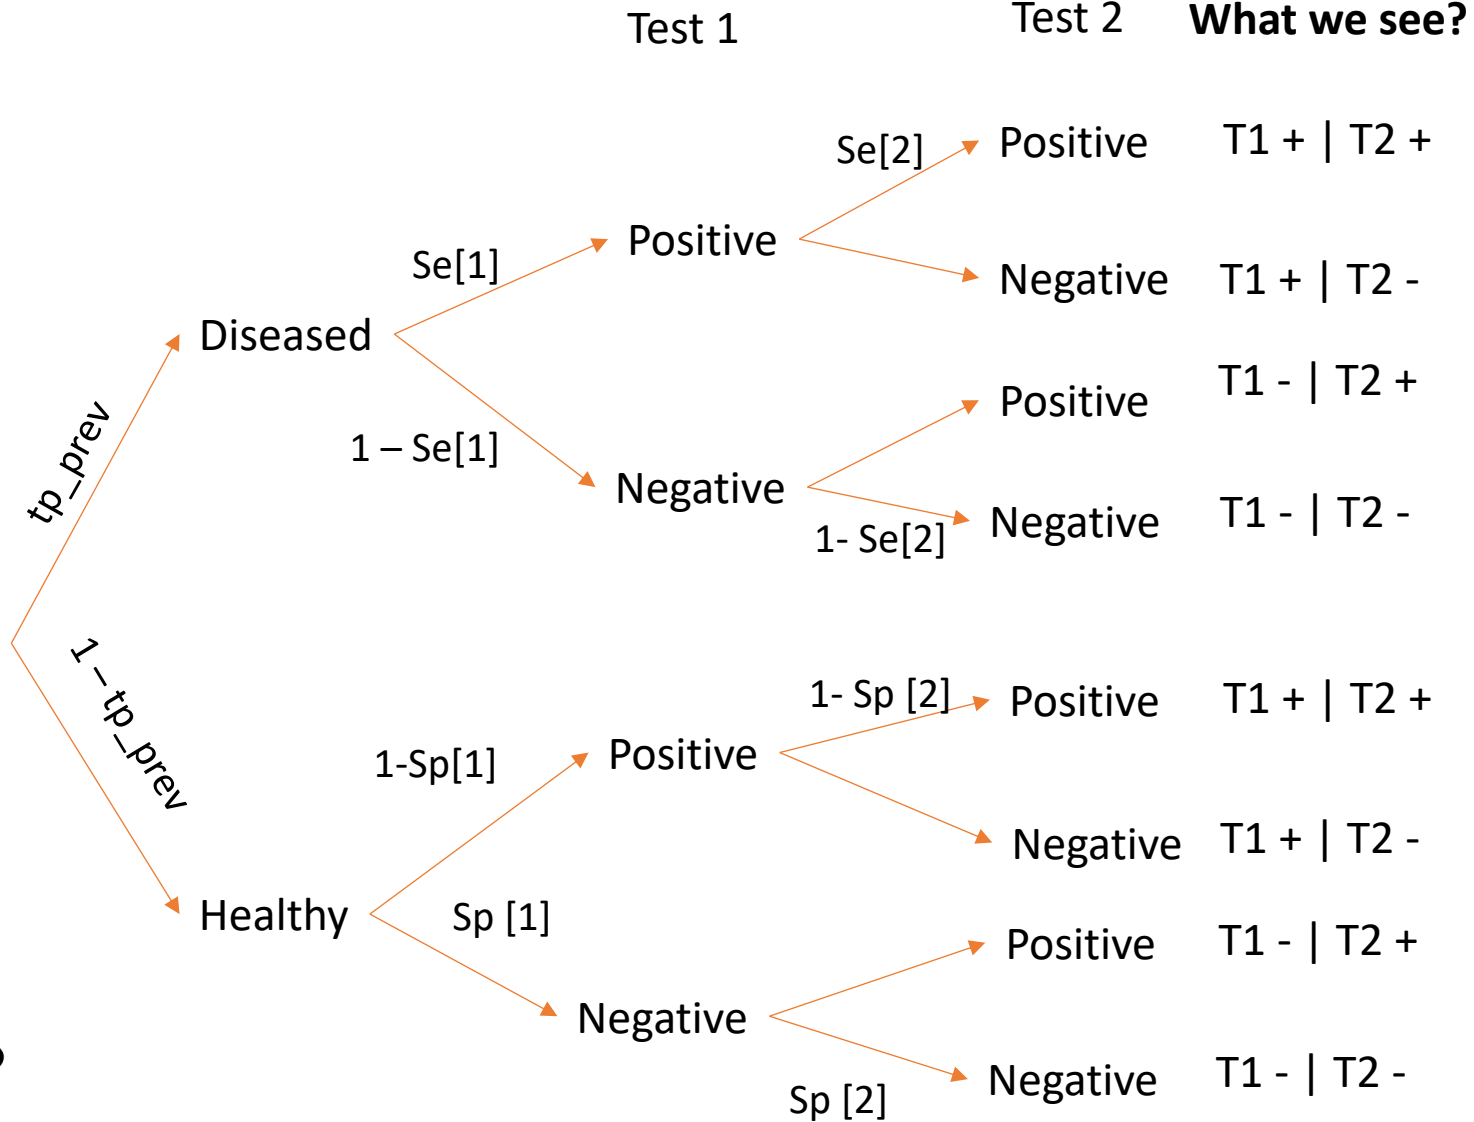 Test 1
Test 2
What we see?
Se[2]
Positive
T1 + | T2 +
Positive
Se[1]
Negative
T1 + | T2 -
Diseased
Positive
T1 - | T2 +
tp_prev
1 – Se[1]
Negative
Negative
T1 - | T2 -
1- Se[2]
1 – tp_prev
1- Sp [2]
Positive
T1 + | T2 +
1-Sp[1]
Positive
Negative
T1 + | T2 -
Healthy
Sp [1]
Positive
T1 - | T2 +
Negative
Negative
T1 - | T2 -
Sp [2]